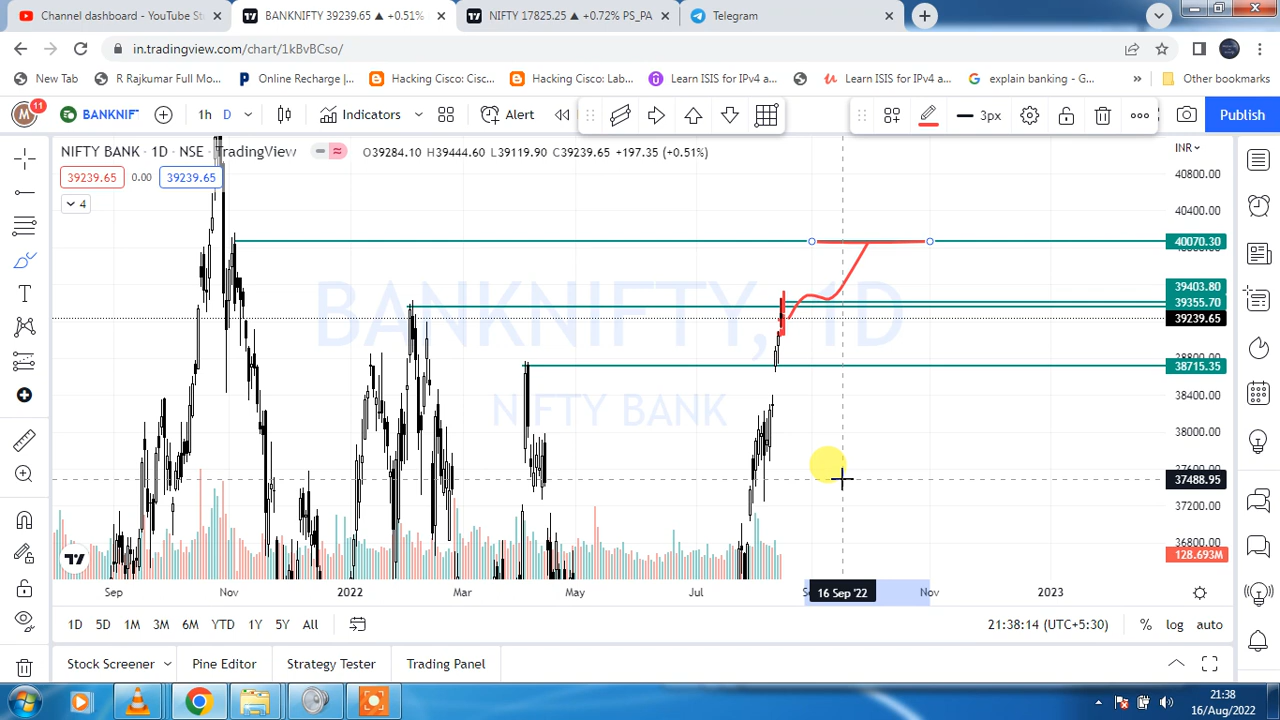 Channel dashboard - YouTube St
BANKNIFTY 39239.65 ▲ +0.51%
NIFTY 17825.25 ▲ +0.72% PS_PA
Telegram
in.tradingview.com/chart/1kBvBCso/
New Tab
R Rajkumar Full Mo...
Online Recharge |...
Hacking Cisco: Cisc...
Hacking Cisco: Lab...
Learn ISIS for IPv4 a...
Learn ISIS for IPv4 a...
explain banking - G...
»
Other bookmarks
M
11
BANKNIF
1h
D
Indicators
Alert
3px
Publish
NIFTY BANK · 1D · NSE · TradingView
O39284.10 H39444.60 L39119.90 C39239.65 +197.35 (+0.51%)
INR
39239.65
0.00
39239.65
4
40800.00
40400.00
40070.30
39403.80
39355.70
39239.65
38715.35
38400.00
38000.00
37488.95
37200.00
36800.00
128.693M
BANKNIFTY, 1D
NIFTY BANK
Sep
Nov
2022
Mar
May
Jul
16 Sep '22
Nov
2023
1D
5D
1M
3M
6M
YTD
1Y
5Y
All
21:38:14 (UTC+5:30)
%
log
auto
Stock Screener
Pine Editor
Strategy Tester
Trading Panel
21:38
16/Aug/2022